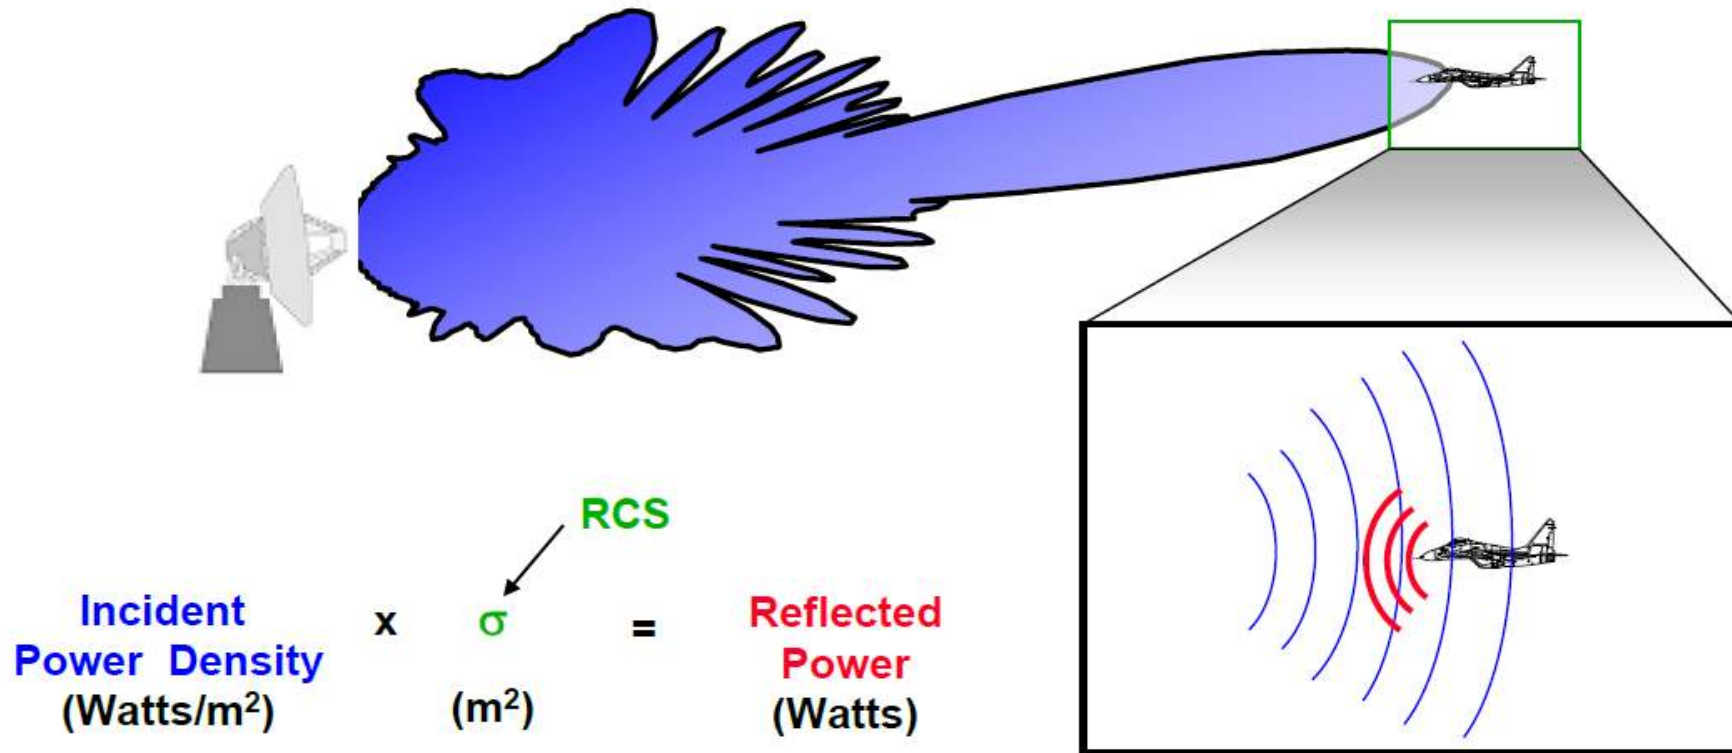 RCS
Incident
Power Density
(Watts/m²)
x
σ
(m²)
=
Reflected
Power
(Watts)